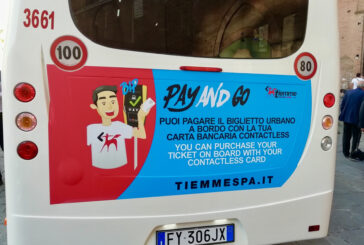 3661
100
80
PAY AND GO
tiemme
PUOI PAGARE IL BIGLIETTO URBANO
A BORDO CON LA TUA
CARTA BANCARIA CONTACTLESS
YOU CAN PURCHASE YOUR
TICKET ON BOARD WITH YOUR
CONTACTLESS CARD
TIEMMESPA.IT
FY 306JX